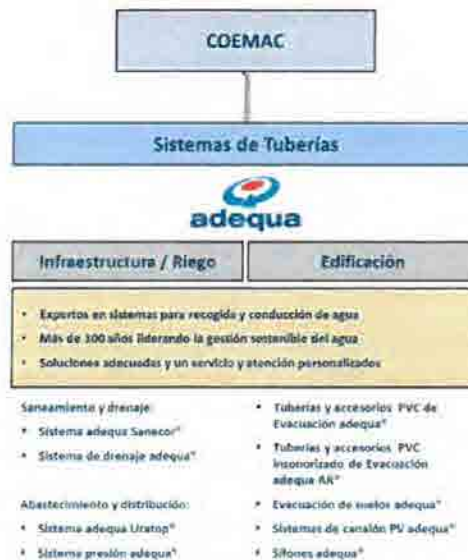 COEMAC
Sistemas de Tuberías
adequa
Infraestructura / Riego
Edificación
• Expertos en sistemas para recogida y conducción de agua
• Más de 100 años liderando la gestión sostenible del agua
• Soluciones adecuadas y un servicio y atención personalizados
Saneamiento y drenaje:
• Sistema adequa Sanecor®
• Sistema de drenaje adequa®
Abastecimiento y distribución:
• Sistema adequa Uratop®
• Sistema presión adequa®
• Tuberías y accesorios PVC de
Evacuación adequa®
• Tuberías y accesorios PVC
insonorizado de Evacuación
adequa AR®
• Evacuación de suelos adequa®
• Sistemas de canalón PV adequa®
• Sifones adequa®